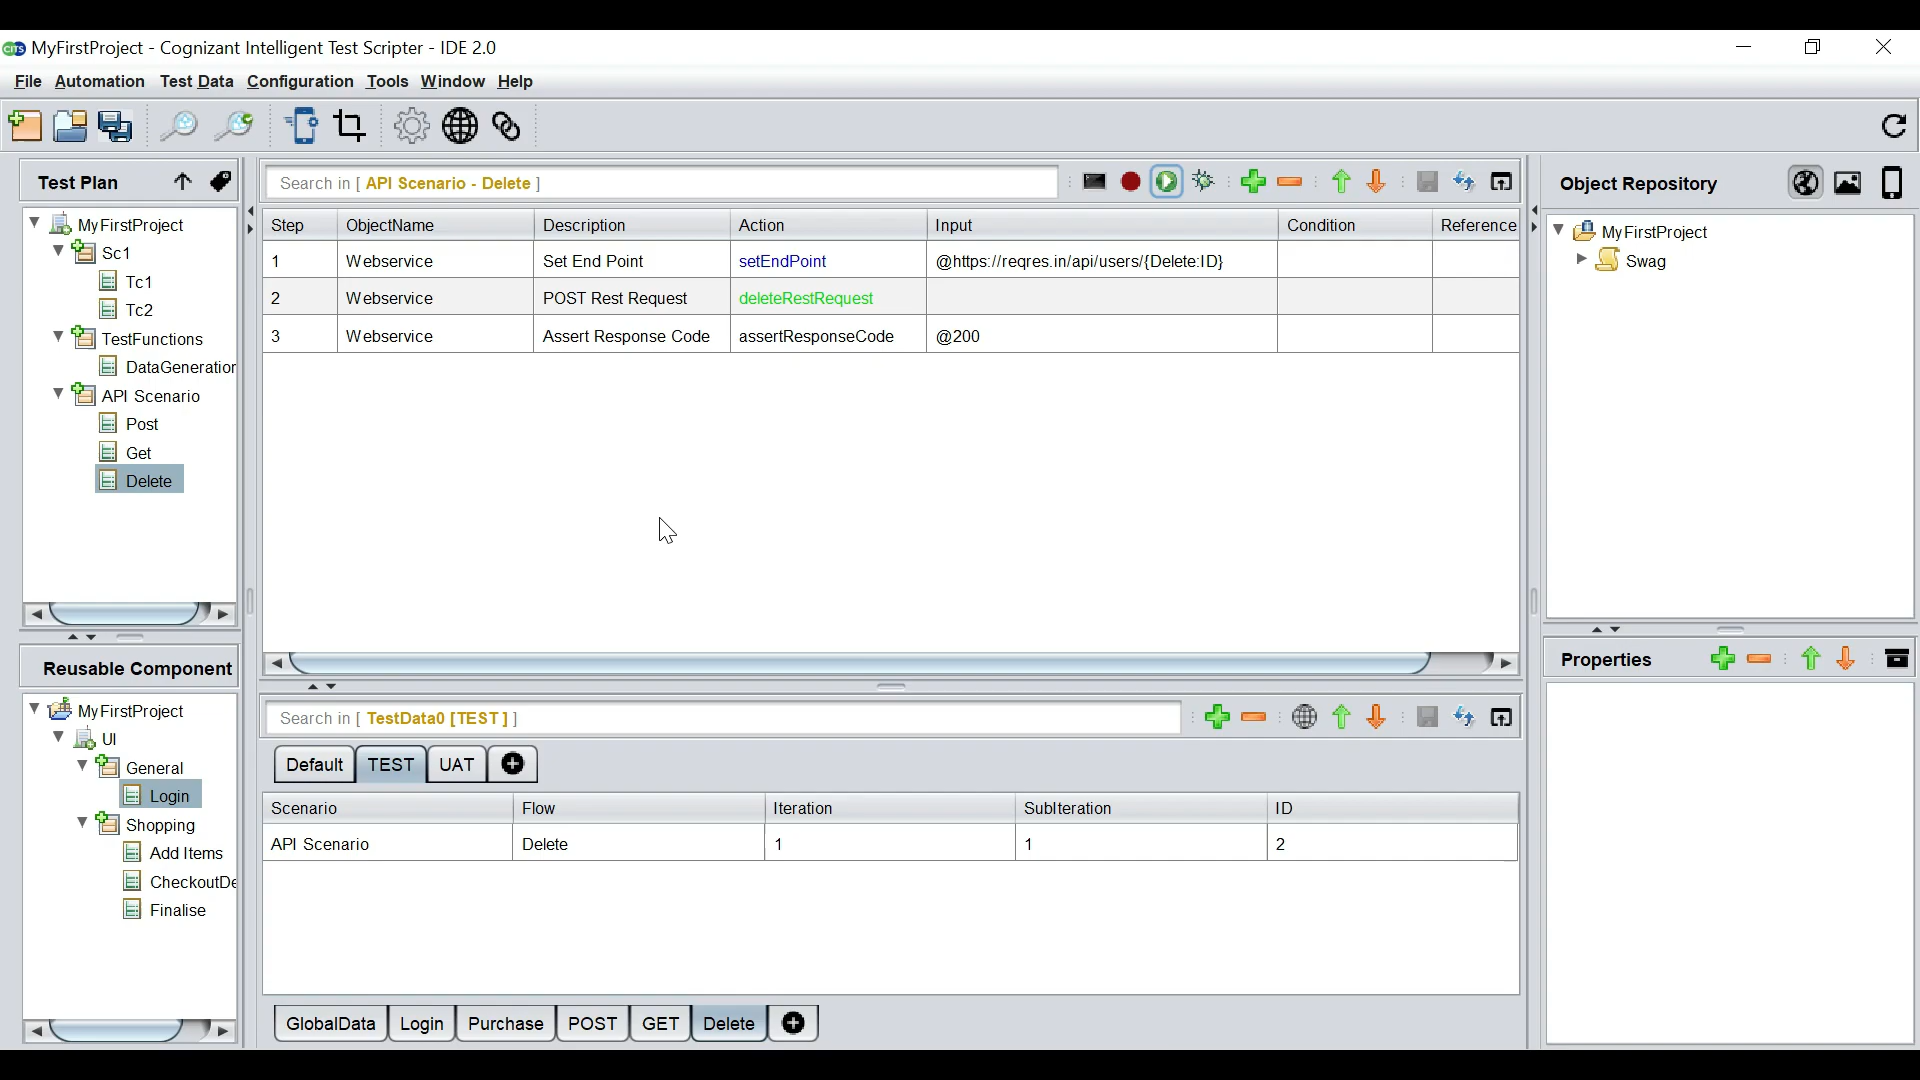 MyFirstProject - Cognizant Intelligent Test Scripter - IDE 2.0
File Automation Test Data Configuration Tools Window Help
Test Plan
MyFirstProject
Sc1
Tc1
Tc2
TestFunctions
DataGeneration
API Scenario
Post
Get
Delete
Reusable Component
MyFirstProject
UI
General
Login
Shopping
Add Items
CheckoutDe
Finalise
Search in [ API Scenario - Delete ]
Step ObjectName Description Action Input Condition Reference
1 Webservice Set End Point setEndPoint @https://reqres.in/api/users/{Delete:ID}
2 Webservice POST Rest Request deleteRestRequest
3 Webservice Assert Response Code assertResponseCode @200
Search in [ TestData0 [TEST] ]
Default TEST UAT
Scenario Flow Iteration SubIteration ID
API Scenario Delete 1 1 2
GlobalData Login Purchase POST GET Delete
Object Repository
MyFirstProject
Swag
Properties